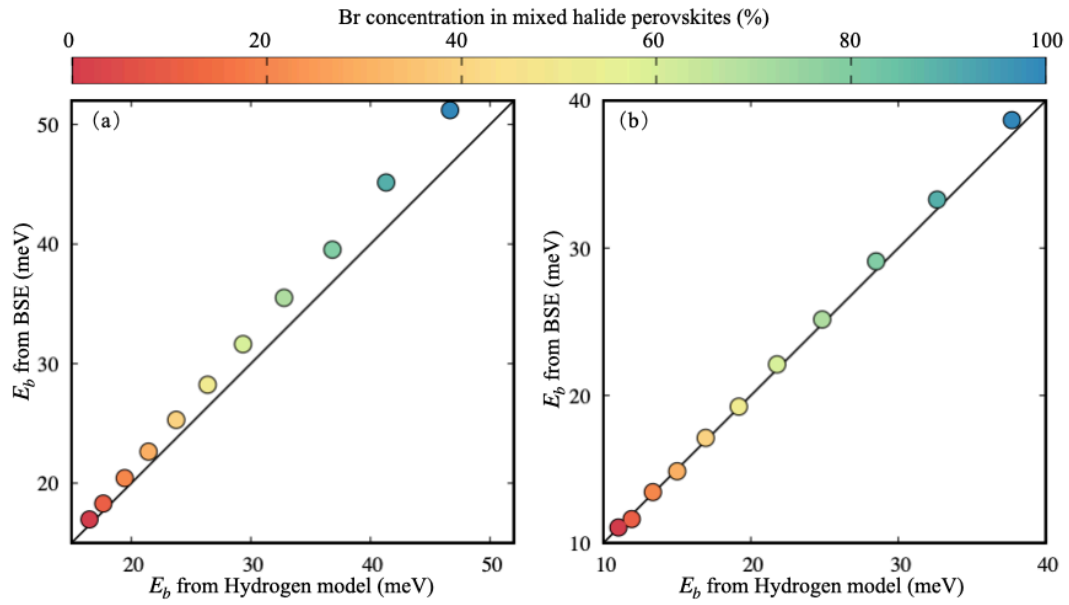 Br concentration in mixed halide perovskites (%)
0 20 40 60 80 100
(a)
50
40
30
20
E_b from BSE (meV)
20 30 40 50
E_b from Hydrogen model (meV)
(b)
40
30
20
10
E_b from BSE (meV)
10 20 30 40
E_b from Hydrogen model (meV)